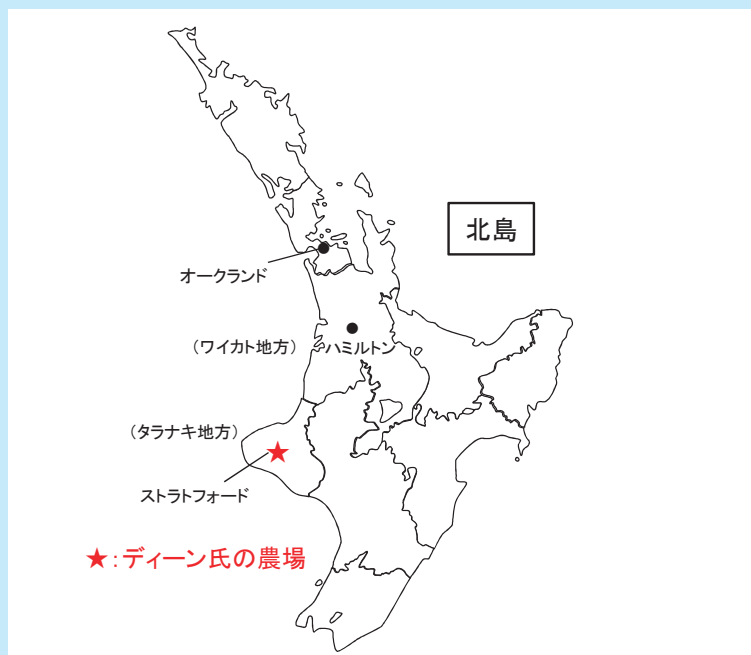 北島
オークランド
(ワイカト地方)
ハミルトン
(タラナキ地方)
ストラトフォード
★:ディーン氏の農場